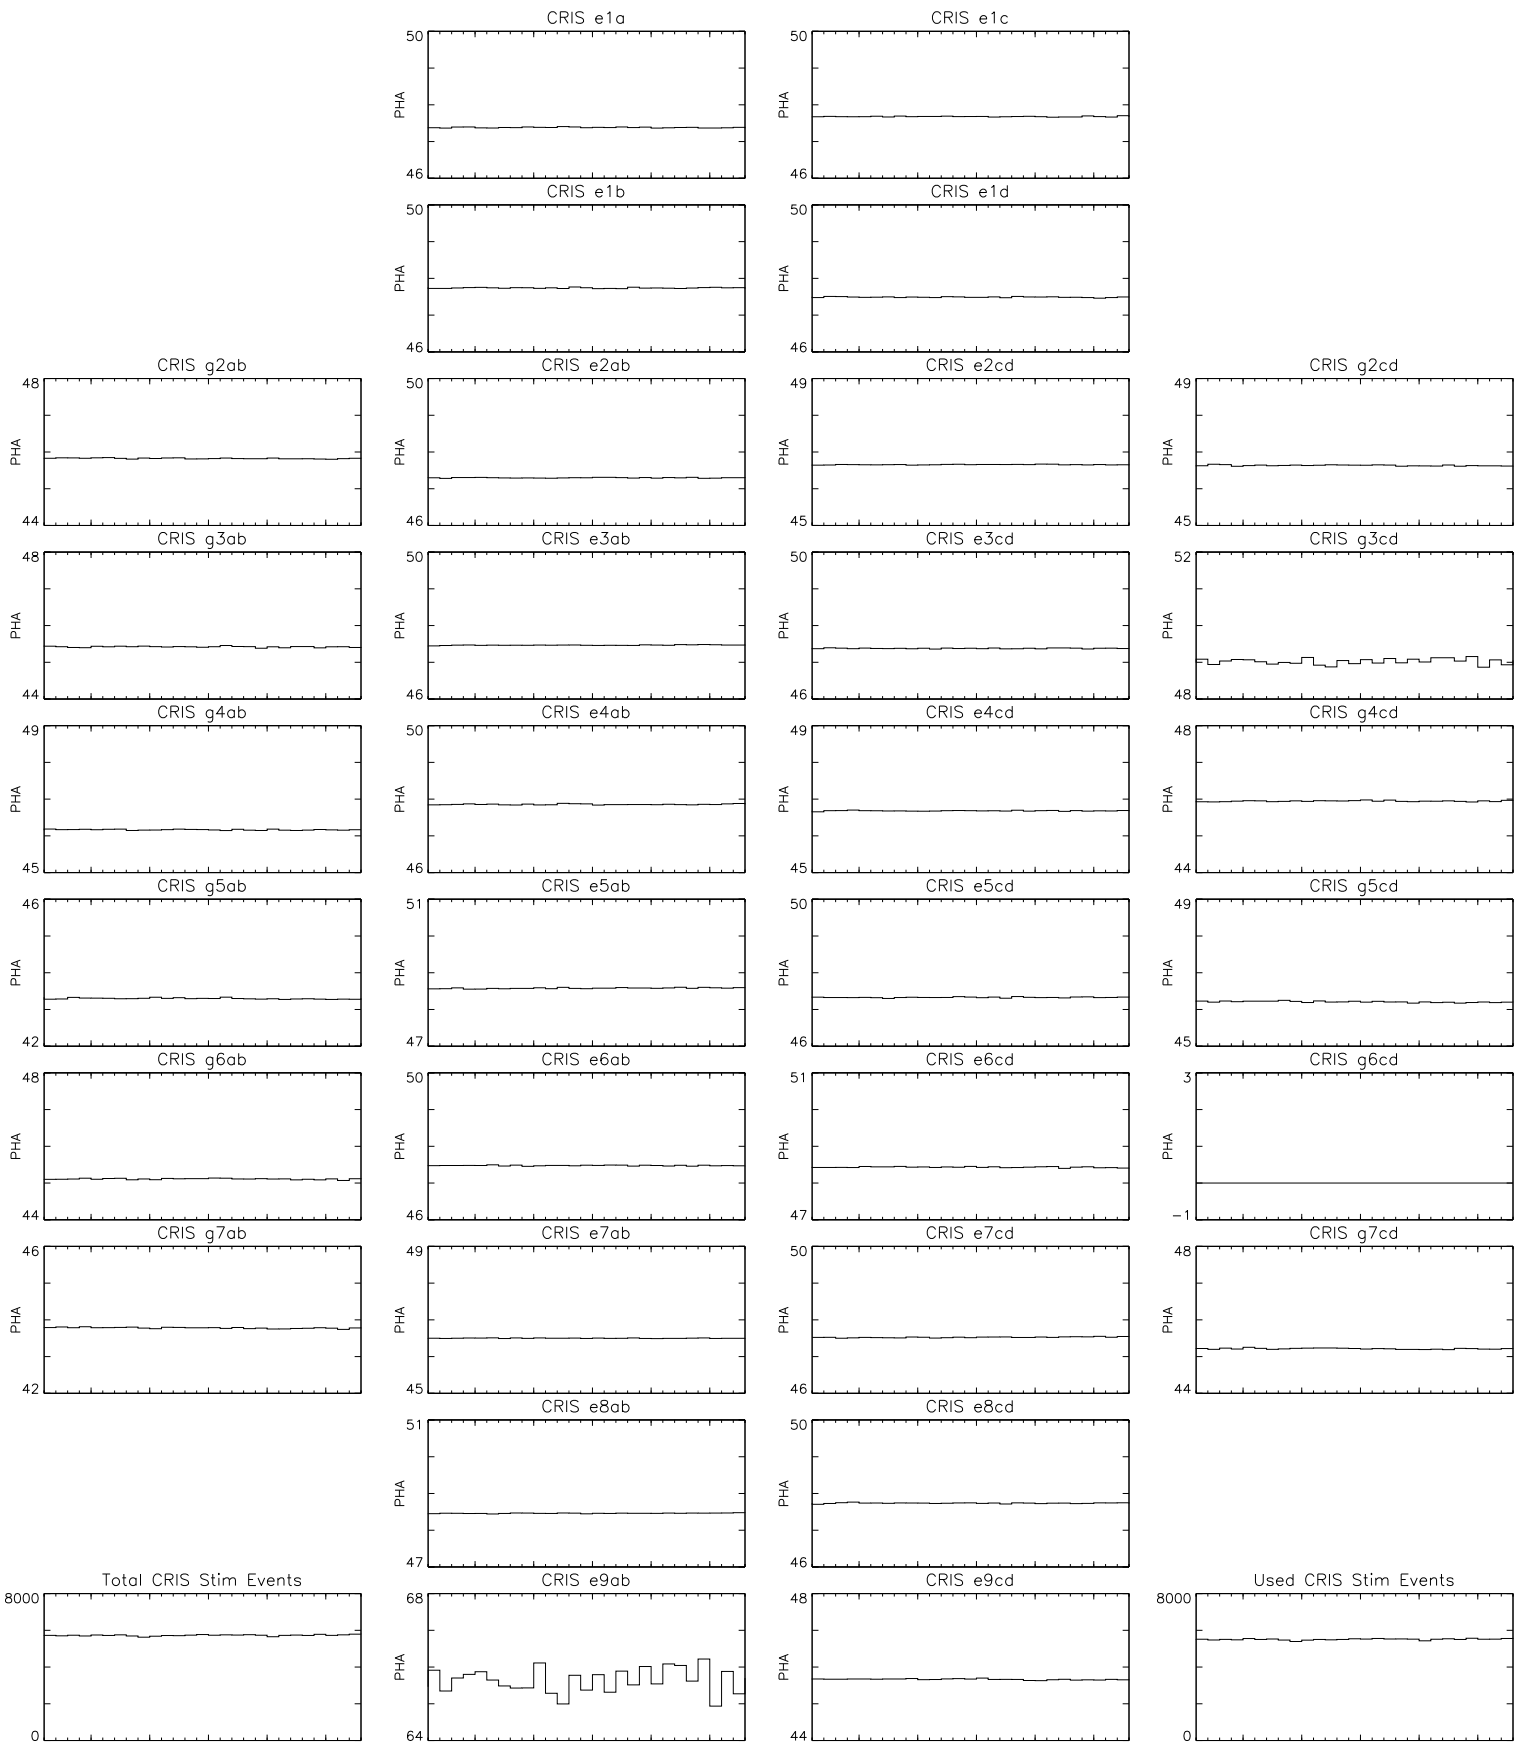 CRIS e1a
50
PHA
46
CRIS e1c
50
PHA
46
CRIS e1b
50
PHA
46
CRIS e1d
50
PHA
46
CRIS g2ab
48
PHA
44
CRIS e2ab
50
PHA
46
CRIS e2cd
49
PHA
45
CRIS g2cd
49
PHA
45
CRIS g3ab
48
PHA
44
CRIS e3ab
50
PHA
46
CRIS e3cd
50
PHA
46
CRIS g3cd
52
PHA
48
CRIS g4ab
49
PHA
45
CRIS e4ab
50
PHA
46
CRIS e4cd
49
PHA
45
CRIS g4cd
48
PHA
44
CRIS g5ab
46
PHA
42
CRIS e5ab
51
PHA
47
CRIS e5cd
50
PHA
46
CRIS g5cd
49
PHA
45
CRIS g6ab
48
PHA
44
CRIS e6ab
50
PHA
46
CRIS e6cd
51
PHA
47
CRIS g6cd
3
PHA
-1
CRIS g7ab
46
PHA
42
CRIS e7ab
49
PHA
45
CRIS e7cd
50
PHA
46
CRIS g7cd
48
PHA
44
CRIS e8ab
51
PHA
47
CRIS e8cd
50
PHA
46
Total CRIS Stim Events
8000
0
CRIS e9ab
68
PHA
64
CRIS e9cd
48
PHA
44
Used CRIS Stim Events
8000
0